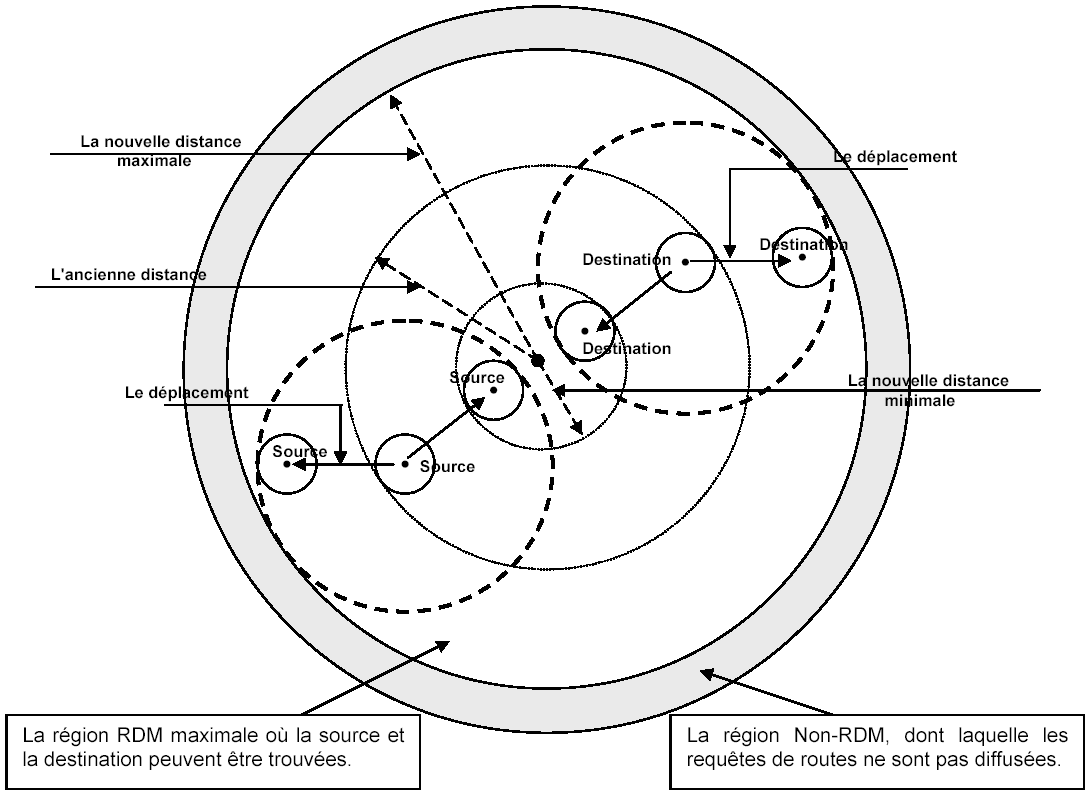 La nouvelle distance
maximale
Le déplacement
Destination
Destination
L'ancienne distance
Destination
Source
La nouvelle distance
minimale
Le déplacement
Source
Source
La région RDM maximale où la source et
la destination peuvent être trouvées.
La région Non-RDM, dont laquelle les
requêtes de routes ne sont pas diffusées.